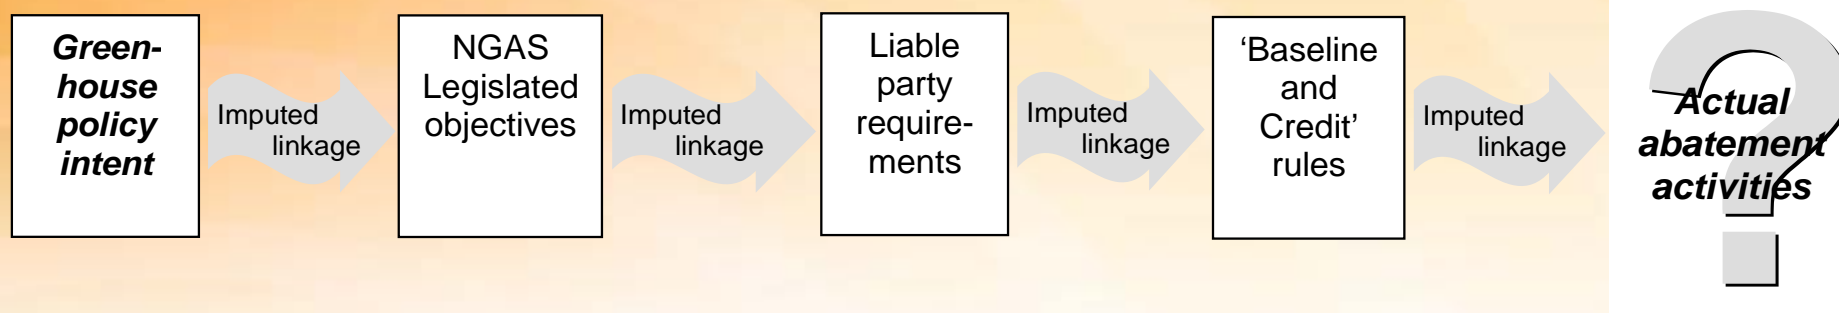 Green-
house
policy
intent
Imputed
linkage
NGAS
Legislated
objectives
Imputed
linkage
Liable
party
require-
ments
Imputed
linkage
‘Baseline
and
Credit’
rules
Imputed
linkage
?
Actual
abatement
activities